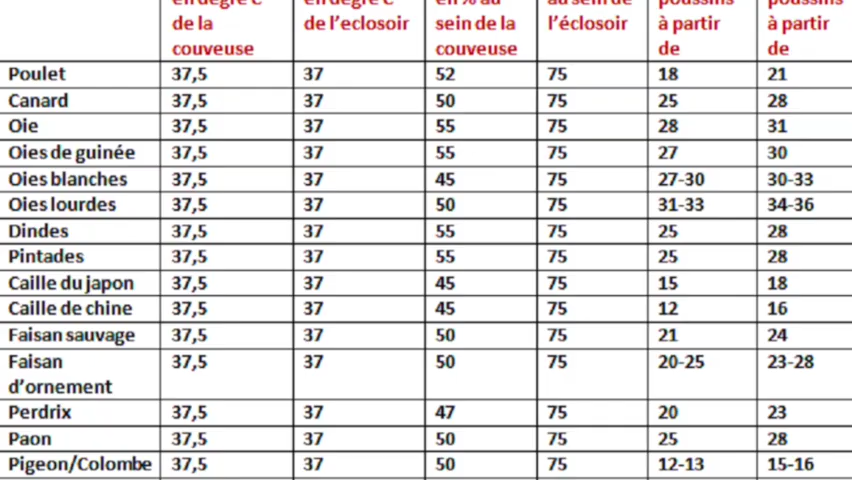 en degré C en degré C en % au au sein de poussins poussins
de la de l'eclosoir sein de la l'éclosoir à partir à partir
couveuse couveuse de de
Poulet 37,5 37 52 75 18 21
Canard 37,5 37 50 75 25 28
Oie 37,5 37 55 75 28 31
Oies de guinée 37,5 37 55 75 27 30
Oies blanches 37,5 37 45 75 27-30 30-33
Oies lourdes 37,5 37 50 75 31-33 34-36
Dindes 37,5 37 55 75 25 28
Pintades 37,5 37 55 75 25 28
Caille du japon 37,5 37 45 75 15 18
Caille de chine 37,5 37 45 75 12 16
Faisan sauvage 37,5 37 50 75 21 24
Faisan 37,5 37 50 75 20-25 23-28
d'ornement
Perdrix 37,5 37 47 75 20 23
Paon 37,5 37 50 75 25 28
Pigeon/Colombe 37,5 37 50 75 12-13 15-16